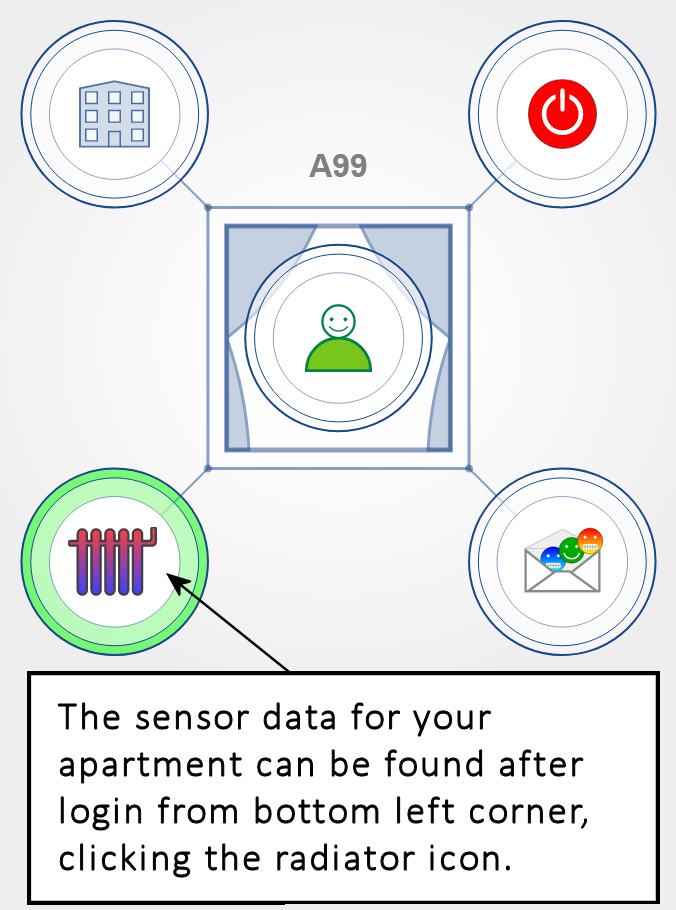 A99
The sensor data for your
apartment can be found after
login from bottom left corner,
clicking the radiator icon.